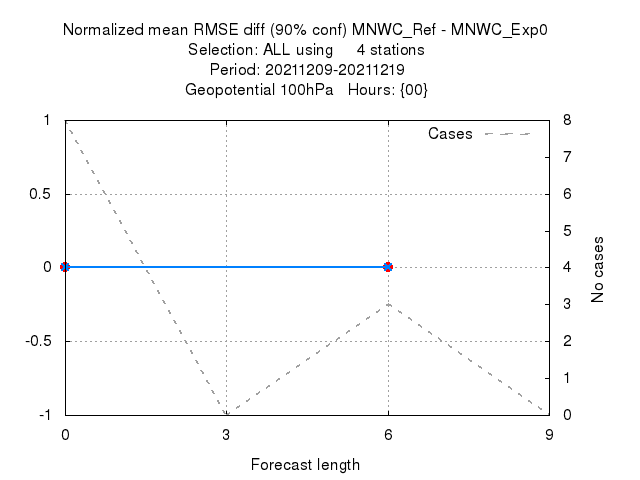 Normalized mean RMSE diff (90% conf) MNWC_Ref - MNWC_Exp0
Selection: ALL using 4 stations
Period: 20211209-20211219
Geopotential 100hPa Hours: {00}
Cases
1
0.5
0
-0.5
-1
8
7
6
5
4
3
2
1
0
No cases
0 3 6 9
Forecast length